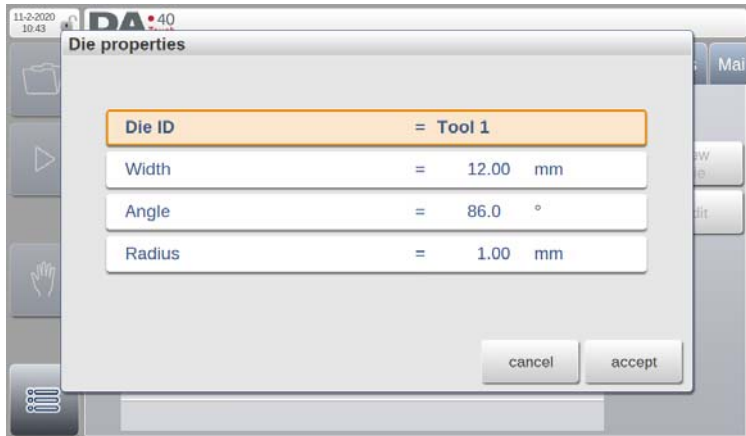 11-2-2020
10:43
DA 40
Touch
Die properties
s
Mai
Die ID = Tool 1
Width = 12.00 mm
Angle = 86.0 °
Radius = 1.00 mm
cancel
accept